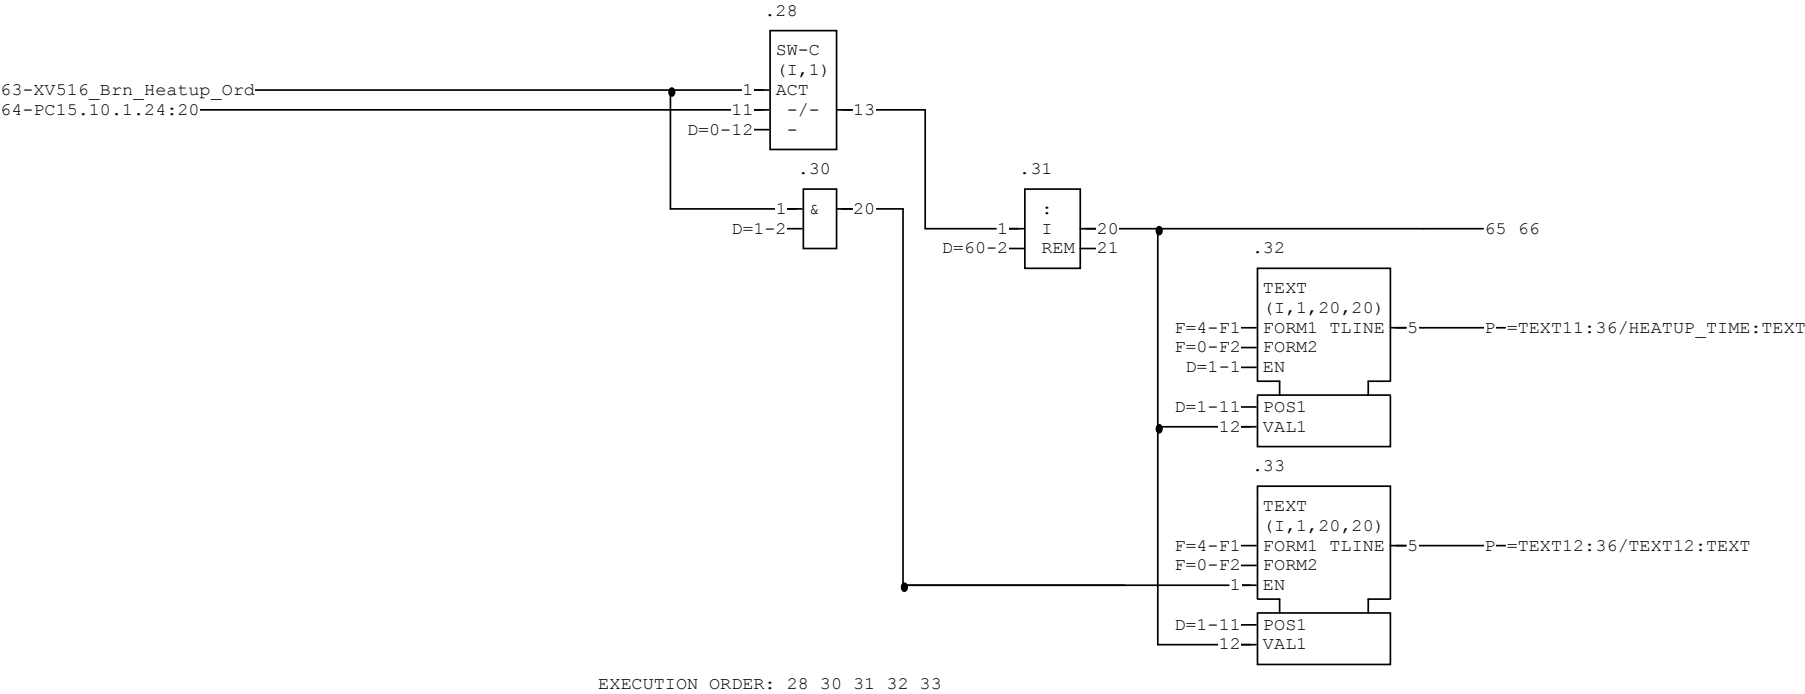 .28
SW-C
(I,1)
63-XV516_Brn_Heatup_Ord 1 ACT
64-PC15.10.1.24:20 11 -/- 13
D=0-12 -
.30 .31
1 & 20 :
D=1-2 1 I 20 65 66
D=60-2 REM 21
.32
TEXT
(I,1,20,20)
F=4-F1 FORM1 TLINE 5 P-=TEXT11:36/HEATUP_TIME:TEXT
F=0-F2 FORM2
D=1-1 EN
D=1-11 POS1
12 VAL1
.33
TEXT
(I,1,20,20)
F=4-F1 FORM1 TLINE 5 P-=TEXT12:36/TEXT12:TEXT
F=0-F2 FORM2
1 EN
D=1-11 POS1
12 VAL1
EXECUTION ORDER: 28 30 31 32 33